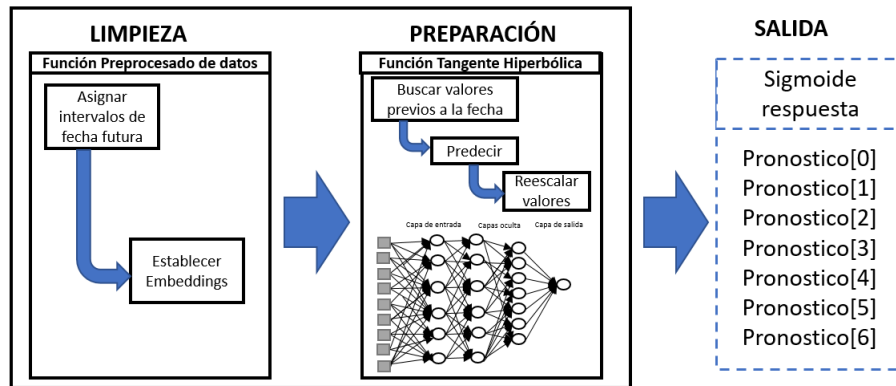 LIMPIEZA
Función Preprocesado de datos
Asignar
intervalos de
fecha futura
Establecer
Embeddings
PREPARACIÓN
Función Tangente Hiperbólica
Buscar valores
previos a la fecha
Predecir
Reescalar
valores
Capa de entrada
Capas oculta
Capa de salida
SALIDA
Sigmoide
respuesta
Pronostico[0]
Pronostico[1]
Pronostico[2]
Pronostico[3]
Pronostico[4]
Pronostico[5]
Pronostico[6]